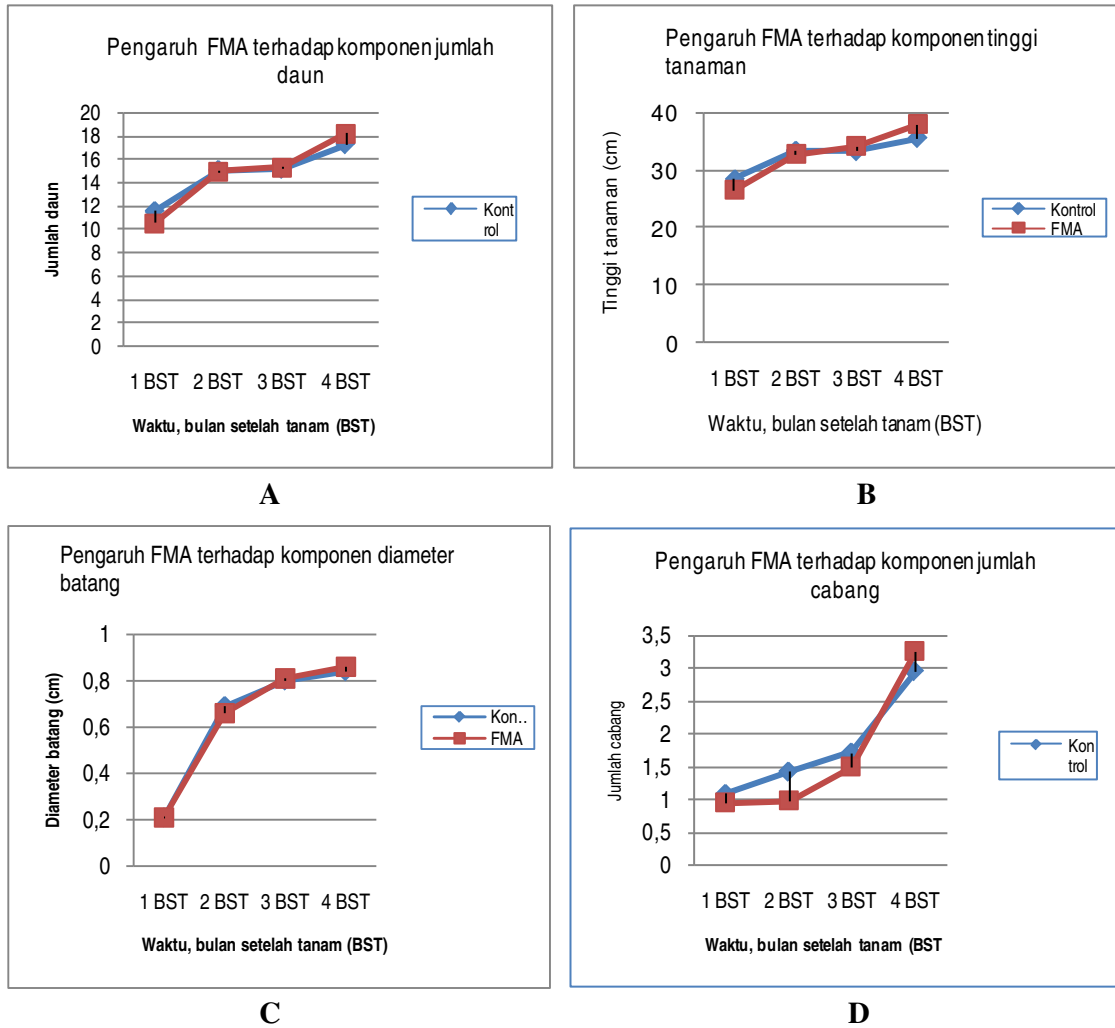 Pengaruh FMA terhadap komponen jumlah
daun
20
18
16
14
12
10
8
6
4
2
0
Jumlah daun
1 BST 2 BST 3 BST 4 BST
Waktu, bulan setelah tanam (BST)
Kont
rol
A
Pengaruh FMA terhadap komponen tinggi
tanaman
40
30
20
10
0
Tinggi tanaman (cm)
1 BST 2 BST 3 BST 4 BST
Waktu, bulan setelah tanam (BST)
Kontrol
FMA
B
Pengaruh FMA terhadap komponen diameter
batang
1
0,8
0,6
0,4
0,2
0
Diameter batang (cm)
1 BST 2 BST 3 BST 4 BST
Waktu, bulan setelah tanam (BST)
Kon..
FMA
C
Pengaruh FMA terhadap komponen jumlah
cabang
3,5
3
2,5
2
1,5
1
0,5
0
Jumlah cabang
1 BST 2 BST 3 BST 4 BST
Waktu, bulan setelah tanam (BST
Kon
trol
D